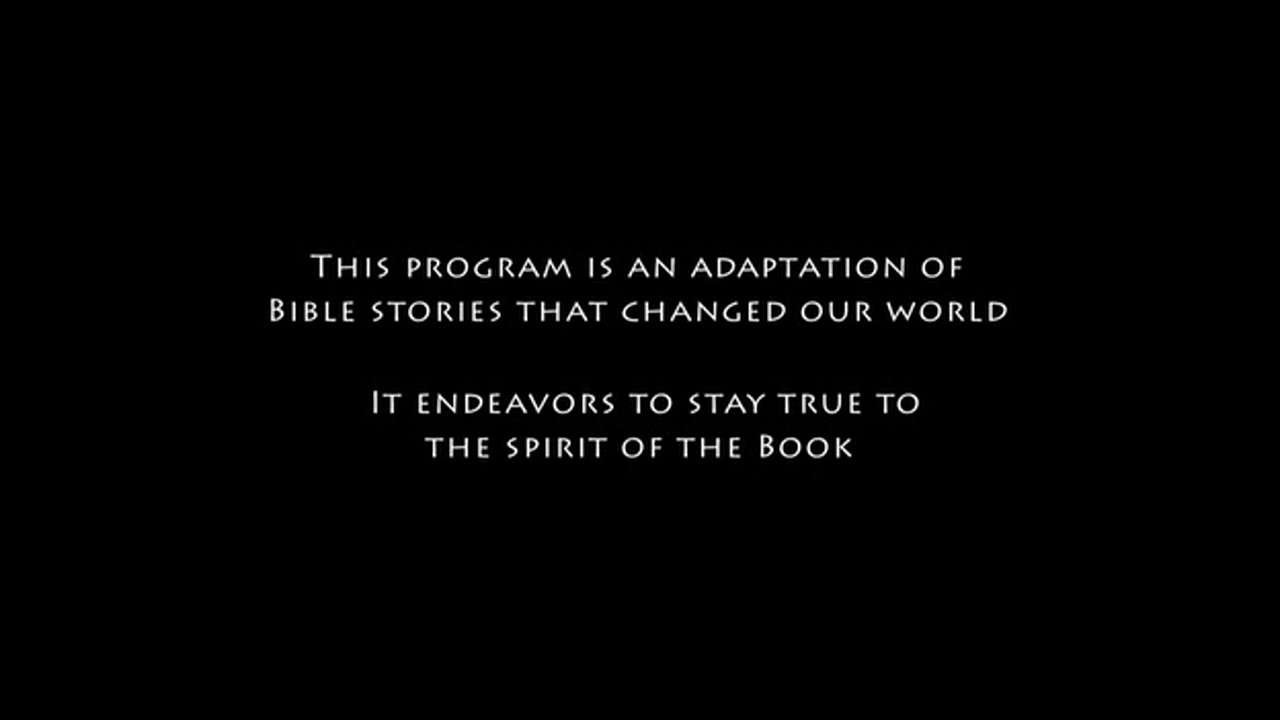 This program is an adaptation of
Bible stories that changed our world
It endeavors to stay true to
the spirit of the Book